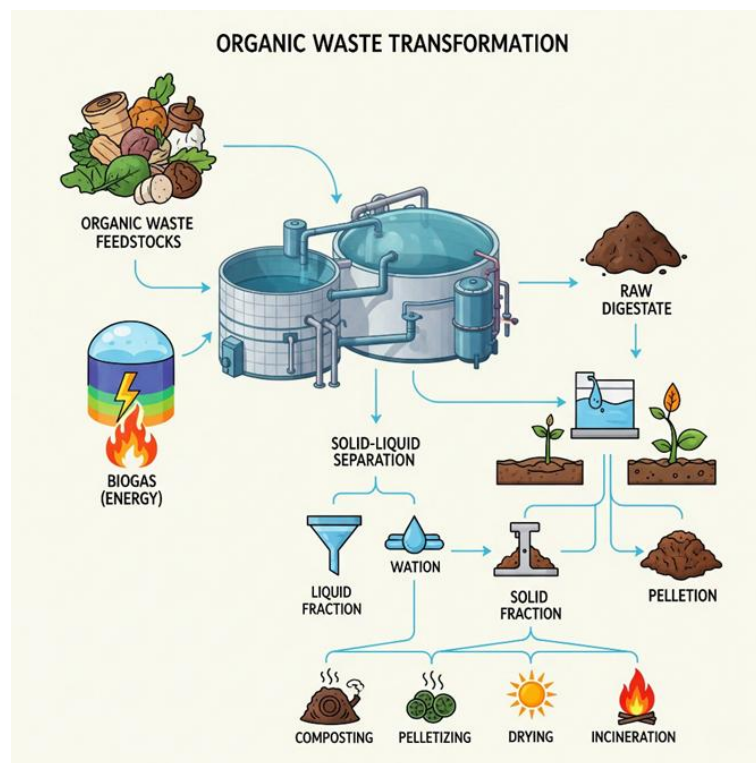 ORGANIC WASTE TRANSFORMATION
ORGANIC WASTE
FEEDSTOCKS
RAW
DIGESTATE
BIOGAS
(ENERGY)
SOLID-LIQUID
SEPARATION
LIQUID
FRACTION
WATION
SOLID
FRACTION
PELLETION
COMPOSTING
PELLETIZING
DRYING
INCINERATION